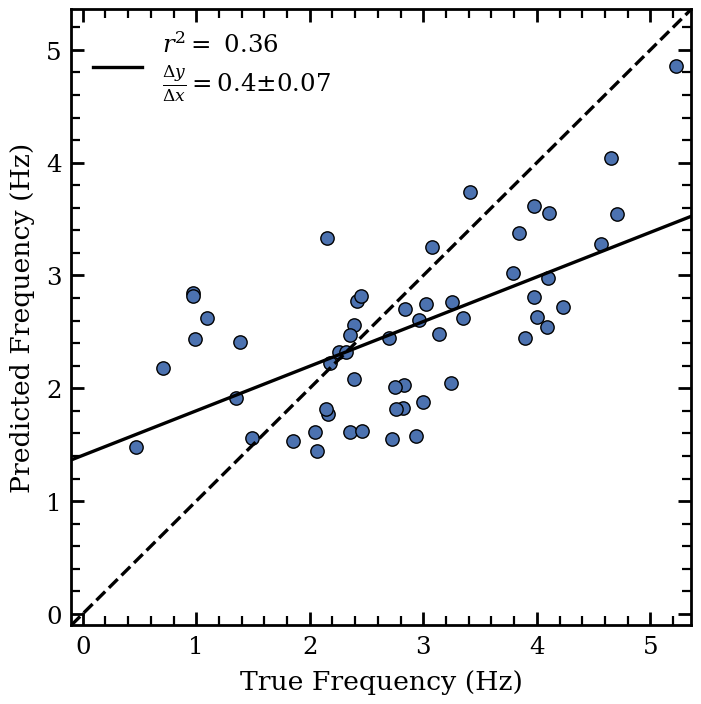 r² = 0.36
Δy/Δx = 0.4±0.07
5
4
3
2
1
0
Predicted Frequency (Hz)
0 1 2 3 4 5
True Frequency (Hz)